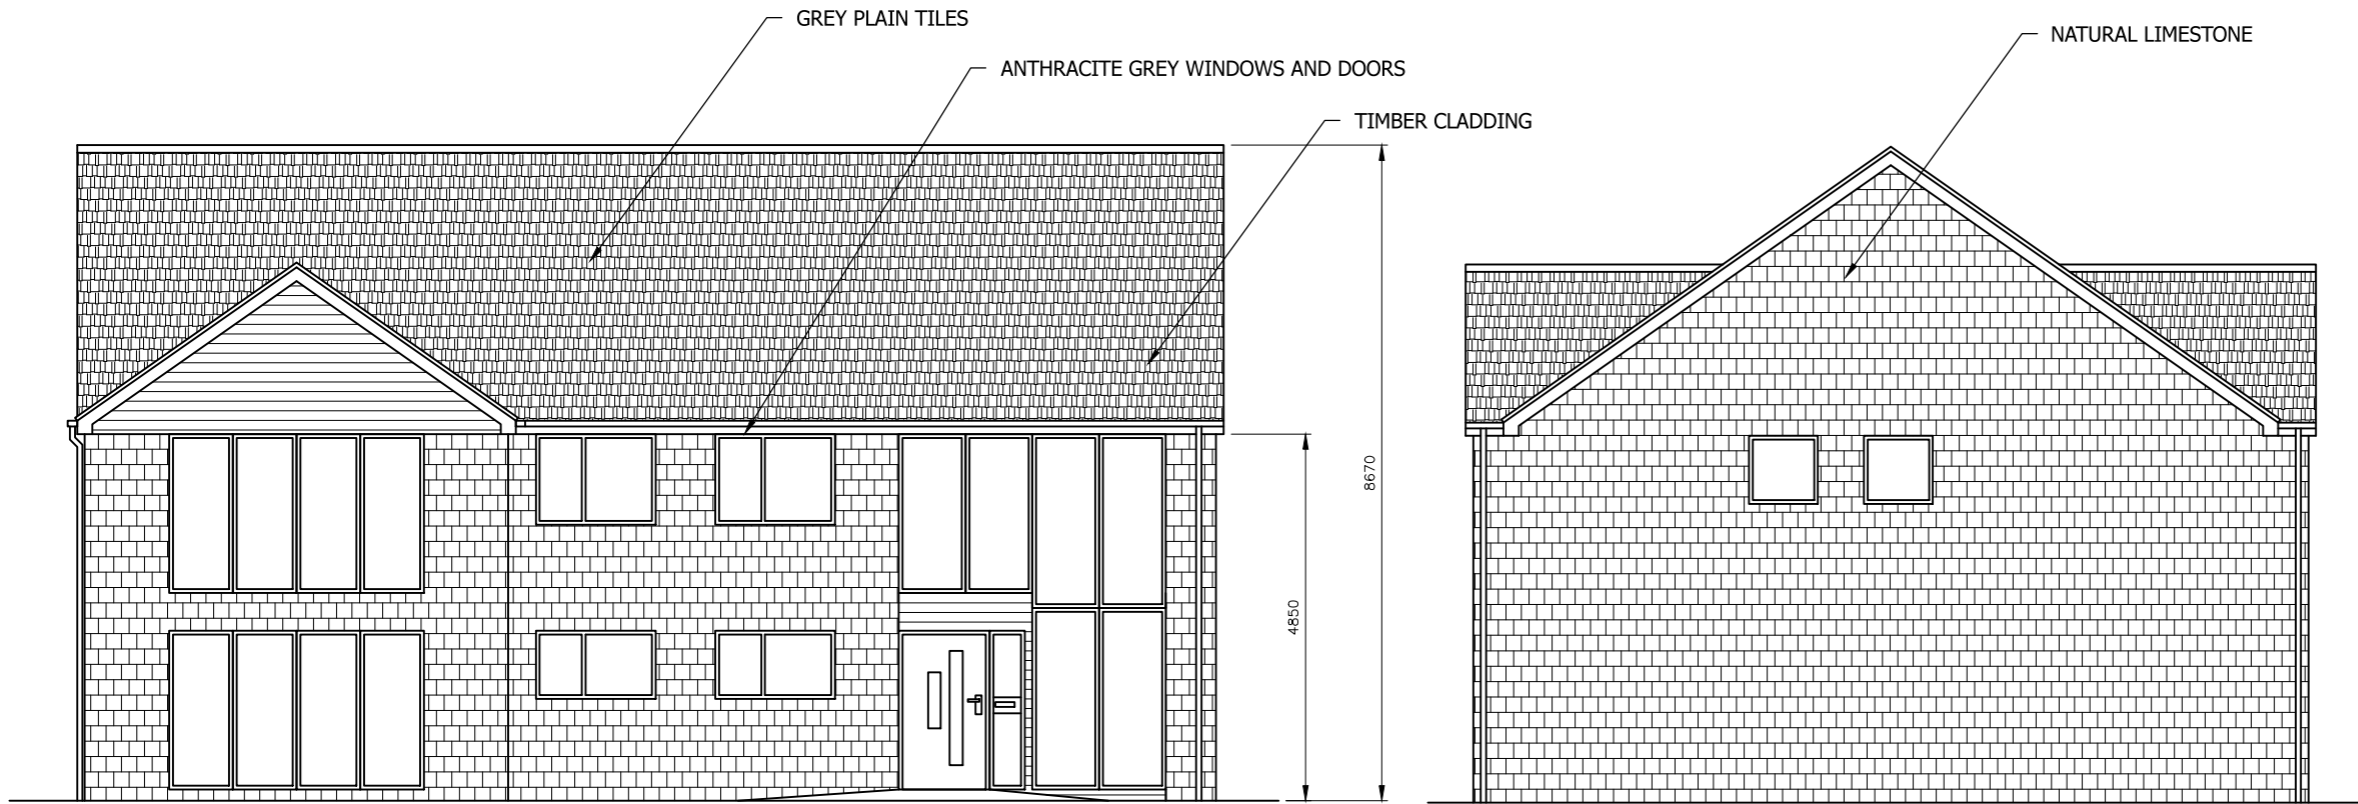 GREY PLAIN TILES
ANTHRACITE GREY WINDOWS AND DOORS
TIMBER CLADDING
NATURAL LIMESTONE
8670
4850